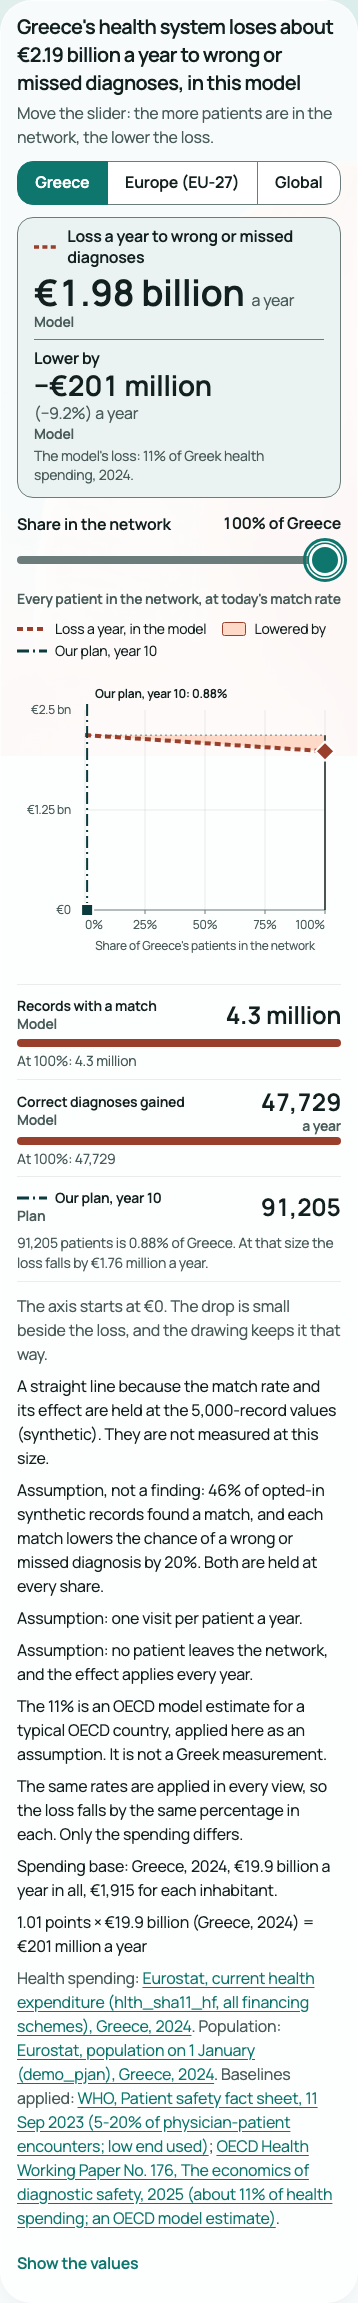 Greece's health system loses about
€2.19 billion a year to wrong or
missed diagnoses, in this model
Move the slider: the more patients are in the
network, the lower the loss.
Greece
Europe (EU-27)
Global
Loss a year to wrong or missed
diagnoses
€1.98 billion a year
Model
Lower by
−€201 million
(−9.2%) a year
Model
The model's loss: 11% of Greek health
spending, 2024.
Share in the network
100% of Greece
Every patient in the network, at today's match rate
Loss a year, in the model
Lowered by
Our plan, year 10
Our plan, year 10: 0.88%
€2.5 bn
€1.25 bn
€0
0%
25%
50%
75%
100%
Share of Greece's patients in the network
Records with a match
Model
4.3 million
At 100%: 4.3 million
Correct diagnoses gained
Model
47,729
a year
At 100%: 47,729
Our plan, year 10
Plan
91,205
91,205 patients is 0.88% of Greece. At that size the
loss falls by €1.76 million a year.
The axis starts at €0. The drop is small
beside the loss, and the drawing keeps it that
way.
A straight line because the match rate and
its effect are held at the 5,000-record values
(synthetic). They are not measured at this
size.
Assumption, not a finding: 46% of opted-in
synthetic records found a match, and each
match lowers the chance of a wrong or
missed diagnosis by 20%. Both are held at
every share.
Assumption: one visit per patient a year.
Assumption: no patient leaves the network,
and the effect applies every year.
The 11% is an OECD model estimate for a
typical OECD country, applied here as an
assumption. It is not a Greek measurement.
The same rates are applied in every view, so
the loss falls by the same percentage in
each. Only the spending differs.
Spending base: Greece, 2024, €19.9 billion a
year in all, €1,915 for each inhabitant.
1.01 points × €19.9 billion (Greece, 2024) =
€201 million a year
Health spending: Eurostat, current health
expenditure (hlth_sha11_hf, all financing
schemes), Greece, 2024. Population:
Eurostat, population on 1 January
(demo_pjan), Greece, 2024. Baselines
applied: WHO, Patient safety fact sheet, 11
Sep 2023 (5-20% of physician-patient
encounters; low end used); OECD Health
Working Paper No. 176, The economics of
diagnostic safety, 2025 (about 11% of health
spending; an OECD model estimate).
Show the values